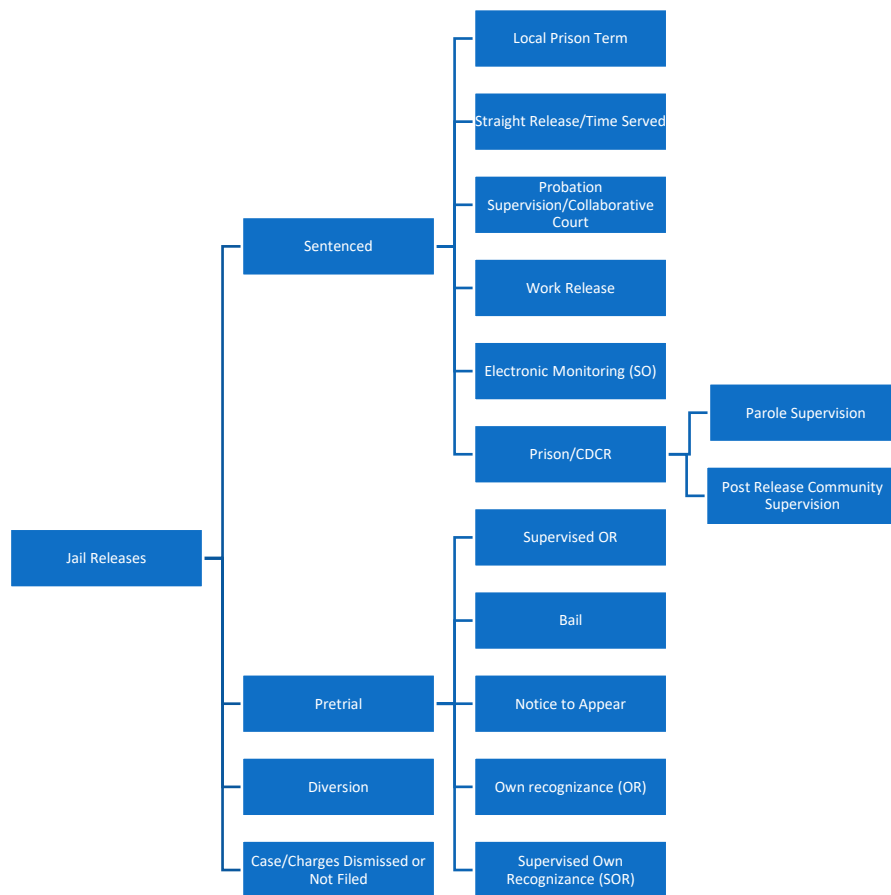 Local Prison Term
Straight Release/Time Served
Probation
Supervision/Collaborative
Court
Sentenced
Work Release
Electronic Monitoring (SO)
Parole Supervision
Prison/CDCR
Post Release Community
Supervision
Supervised OR
Jail Releases
Bail
Pretrial
Notice to Appear
Diversion
Own recognizance (OR)
Case/Charges Dismissed or
Not Filed
Supervised Own
Recognizance (SOR)